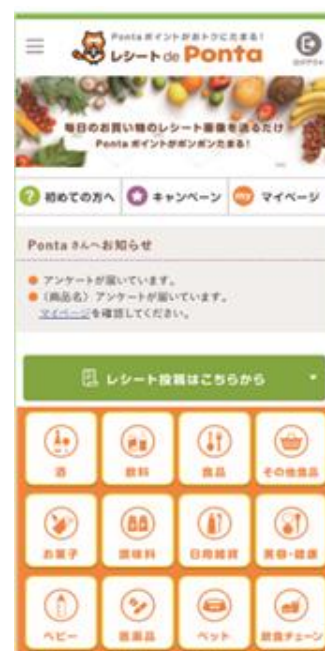 Pontaポイントがおトクにたまる!
レシートde Ponta
ログアウト
毎日のお買い物のレシート画像を送るだけ
Pontaポイントがポンポンたまる!
? 初めての方へ
キャンペーン
my マイページ
Ponta さんへお知らせ
アンケートが届いています。
(商品名) アンケートが届いています。
マイページを確認してください。
レシート投稿はこちらから
酒
飲料
食品
その他食品
お菓子
調味料
日用雑貨
美容・健康
ベビー
医薬品
ペット
飲食チェーン